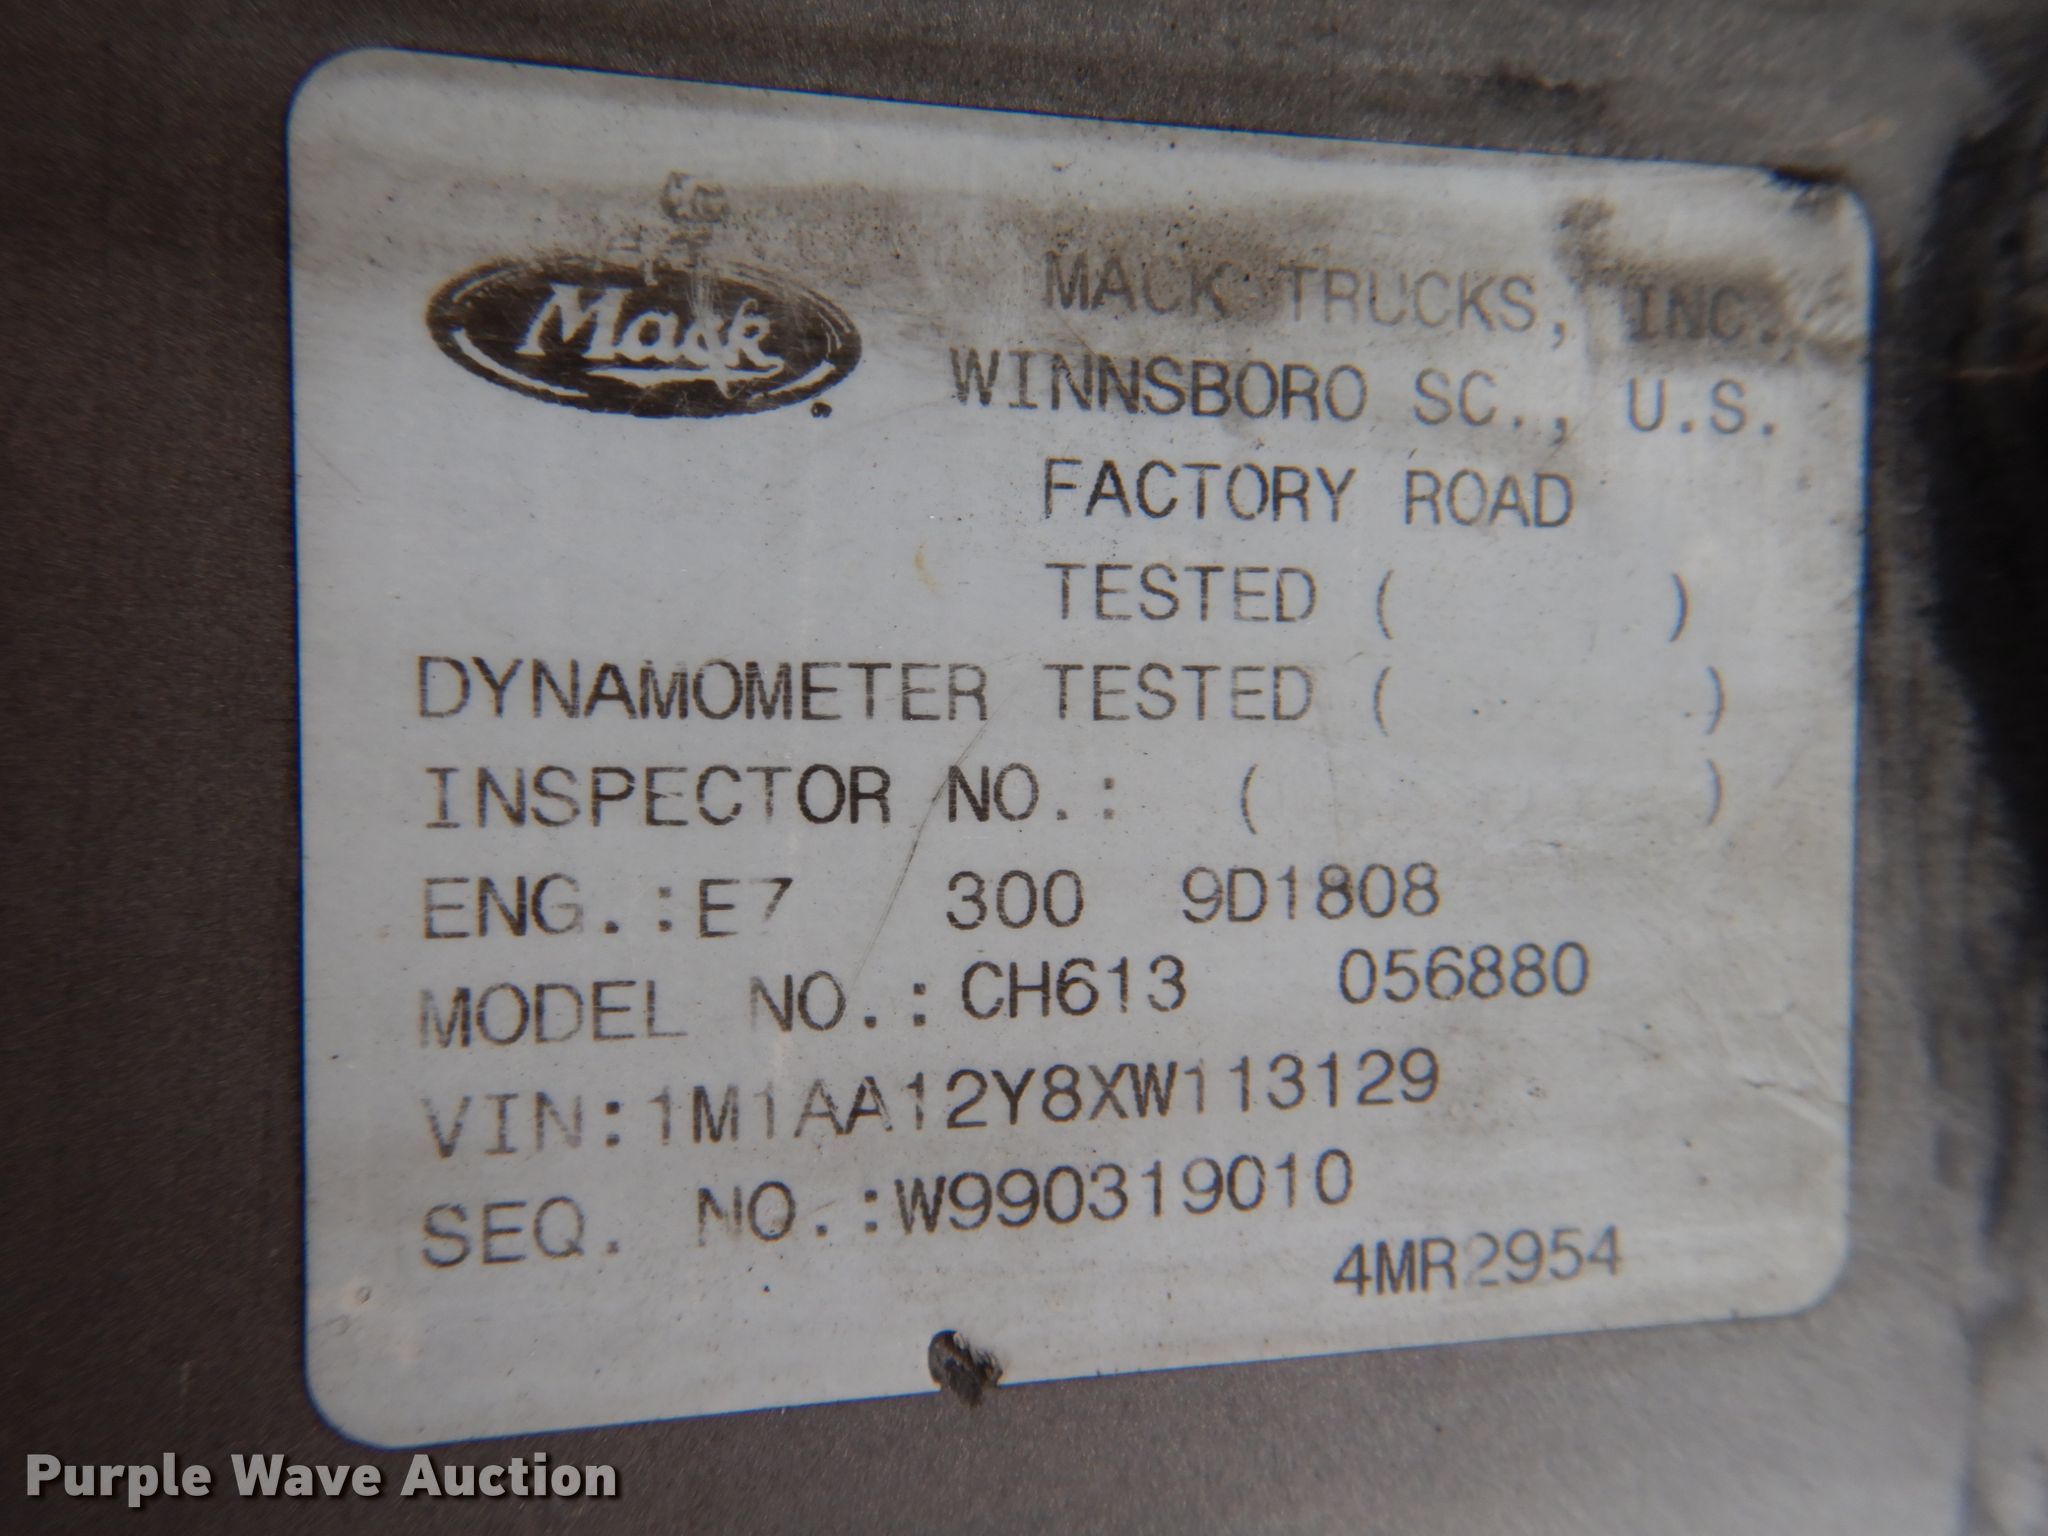 Mack
MACK TRUCKS, INC.
WINNSBORO SC., U.S.
FACTORY ROAD
TESTED ( )
DYNAMOMETER TESTED ( )
INSPECTOR NO.: ( )
ENG.:E7 300 9D1808
MODEL NO.:CH613 056880
VIN:1M1AA12Y8XW113129
SEQ. NO.:W990319010
4MR2954
Purple Wave Auction